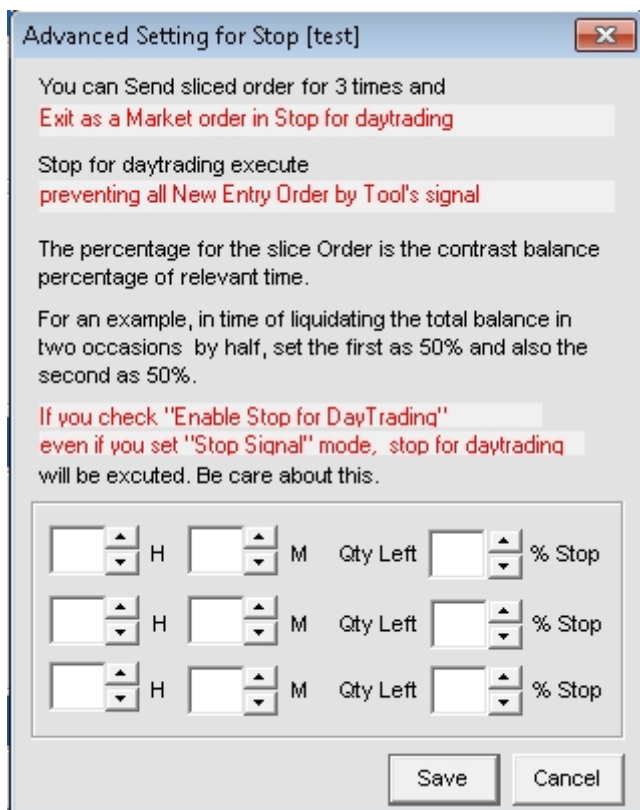 Advanced Setting for Stop [test]
You can Send sliced order for 3 times and
Exit as a Market order in Stop for daytrading
Stop for daytrading execute
preventing all New Entry Order by Tool's signal
The percentage for the slice Order is the contrast balance
percentage of relevant time.
For an example, in time of liquidating the total balance in
two occasions by half, set the first as 50% and also the
second as 50%.
If you check "Enable Stop for DayTrading"
even if you set "Stop Signal" mode, stop for daytrading
will be excuted. Be care about this.
H M Qty Left % Stop
H M Qty Left % Stop
H M Qty Left % Stop
Save Cancel